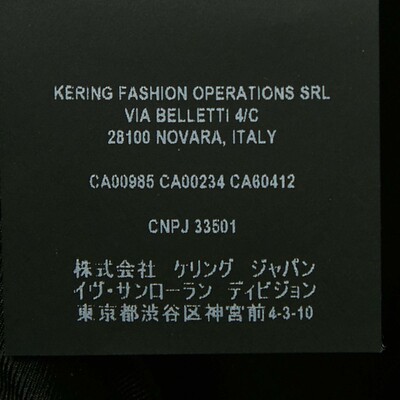 KERING FASHION OPERATIONS SRL
VIA BELLETTI 4/C
28100 NOVARA, ITALY
CA00985 CA00234 CA60412
CNPJ 33501
株式会社 ケリング ジャパン
イヴ・サンローラン ディビジョン
東京都渋谷区神宮前4-3-10